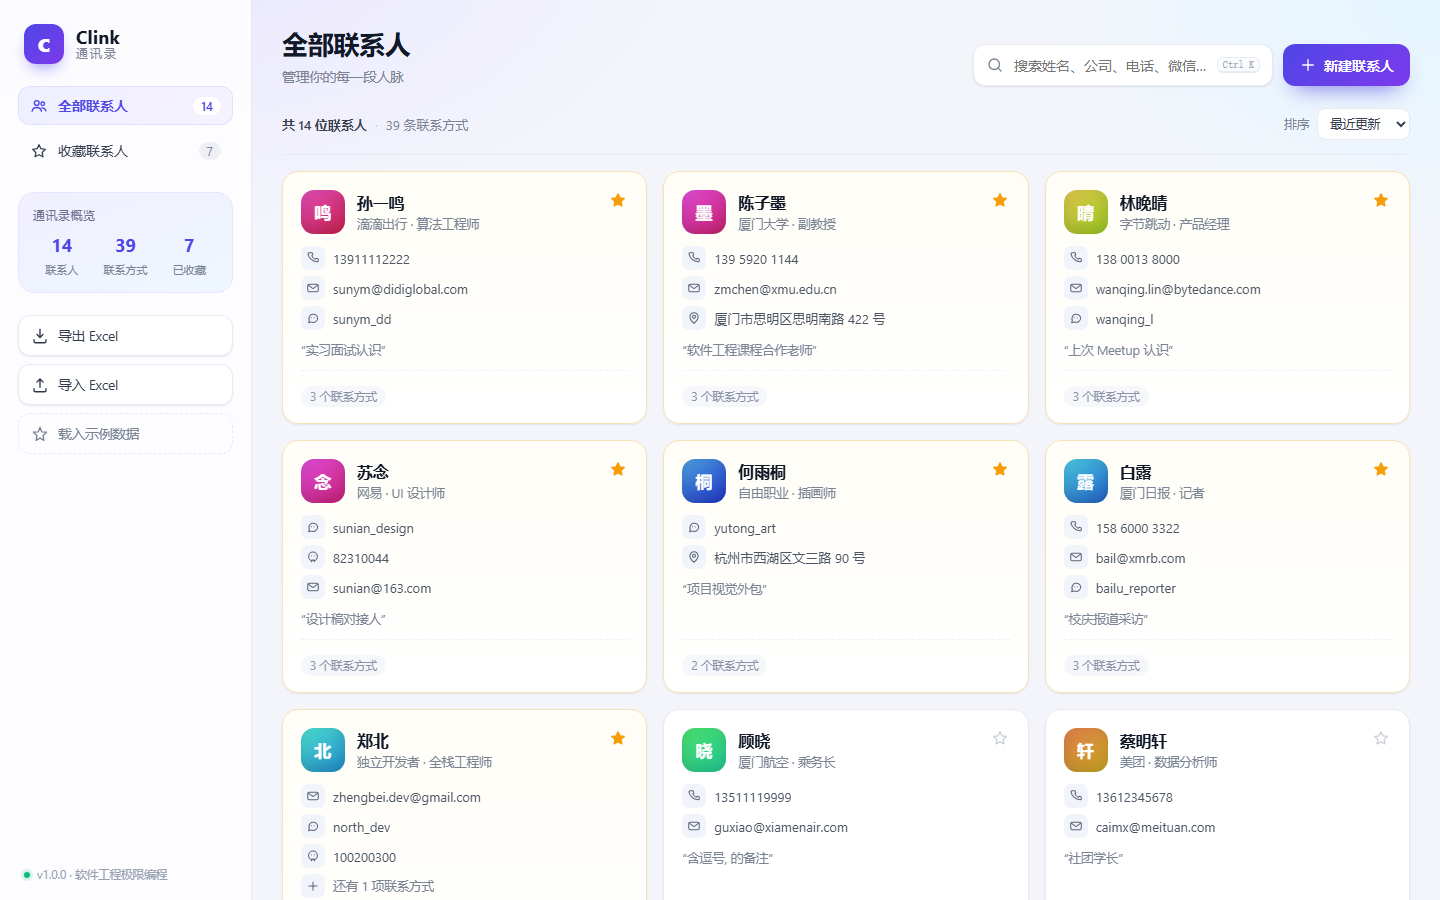 C
Clink
通讯录
全部联系人 14
收藏联系人 7
通讯录概览
14 39 7
联系人 联系方式 已收藏
导出 Excel
导入 Excel
载入示例数据
v1.0.0 · 软件工程极限编程
全部联系人
管理你的每一段人脉
搜索姓名、公司、电话、微信... Ctrl K
新建联系人
共 14 位联系人 · 39 条联系方式
排序 最近更新
鸣
孙一鸣
滴滴出行 · 算法工程师
13911112222
sunym@didiglobal.com
sunym_dd
“实习面试认识”
3 个联系方式
墨
陈子墨
厦门大学 · 副教授
139 5920 1144
zmchen@xmu.edu.cn
厦门市思明区思明南路 422 号
“软件工程课程合作老师”
3 个联系方式
晴
林晚晴
字节跳动 · 产品经理
138 0013 8000
wanqing.lin@bytedance.com
wanqing_l
“上次 Meetup 认识”
3 个联系方式
念
苏念
网易 · UI 设计师
sunian_design
82310044
sunian@163.com
“设计稿对接人”
3 个联系方式
桐
何雨桐
自由职业 · 插画师
yutong_art
杭州市西湖区文三路 90 号
“项目视觉外包”
2 个联系方式
露
白露
厦门日报 · 记者
158 6000 3322
bail@xmrb.com
bailu_reporter
“校庆报道采访”
3 个联系方式
北
郑北
独立开发者 · 全栈工程师
zhengbei.dev@gmail.com
north_dev
100200300
还有 1 项联系方式
晓
顾晓
厦门航空 · 乘务长
13511119999
guxiao@xiamenair.com
“含逗号, 的备注”
轩
蔡明轩
美团 · 数据分析师
13612345678
caimx@meituan.com
“社团学长”